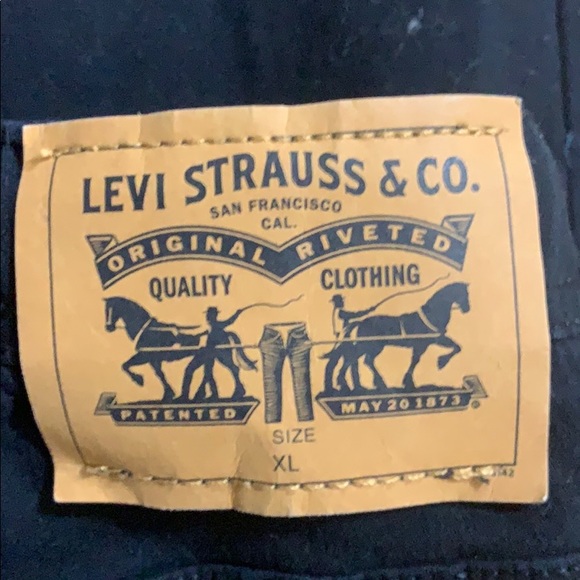 LEVI STRAUSS & CO.
SAN FRANCISCO
CAL.
ORIGINAL RIVETED
QUALITY CLOTHING
PATENTED MAY 20 1873
SIZE
XL